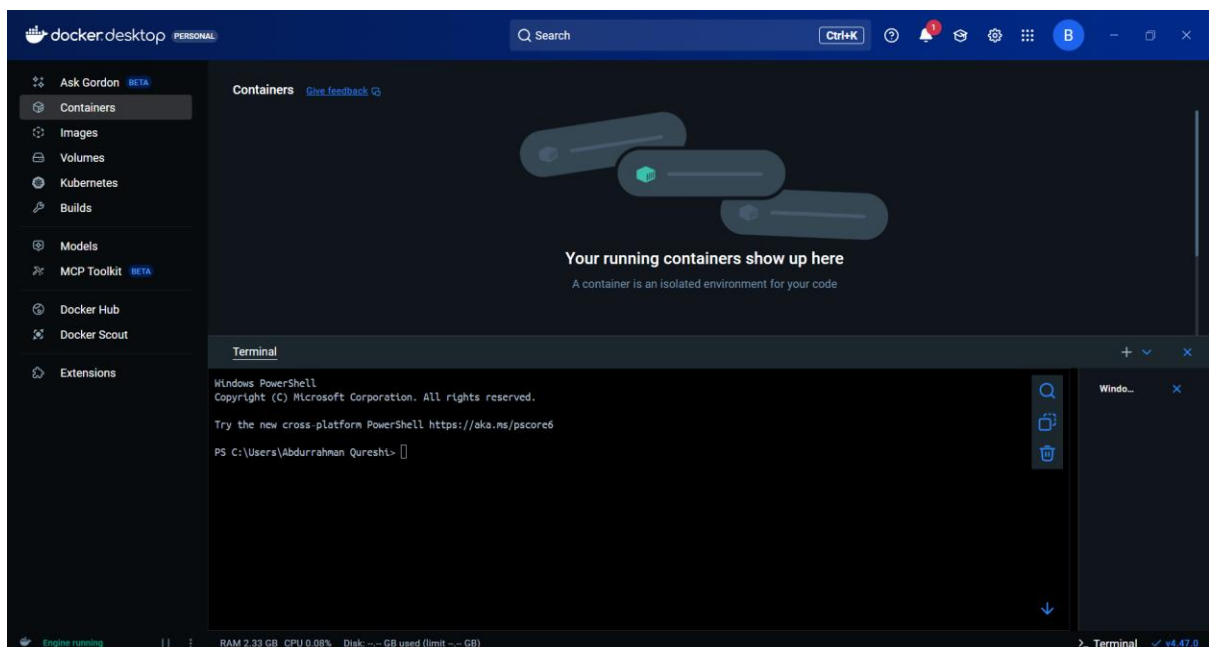 docker.desktop PERSONAL
Search
Ctrl+K
1
B
Ask Gordon BETA
Containers
Images
Volumes
Kubernetes
Builds
Models
MCP Toolkit BETA
Docker Hub
Docker Scout
Extensions
Containers Give feedback
Your running containers show up here
A container is an isolated environment for your code
Terminal
Windows PowerShell
Copyright (C) Microsoft Corporation. All rights reserved.
Try the new cross-platform PowerShell https://aka.ms/pscore6
PS C:\Users\Abdurrahman Qureshi>
Windo...
Engine running
RAM 2.33 GB CPU 0.08% Disk: --.-- GB used (limit --.-- GB)
Terminal
v4.47.0